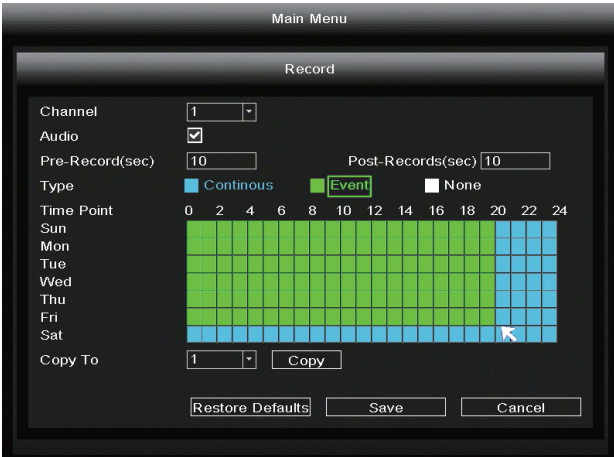 Main Menu
Record
Channel 1
Audio
Pre-Record(sec) 10 Post-Records(sec) 10
Type Continous Event None
Time Point 0 2 4 6 8 10 12 14 16 18 20 22 24
Sun
Mon
Tue
Wed
Thu
Fri
Sat
Copy To 1 Copy
Restore Defaults Save Cancel